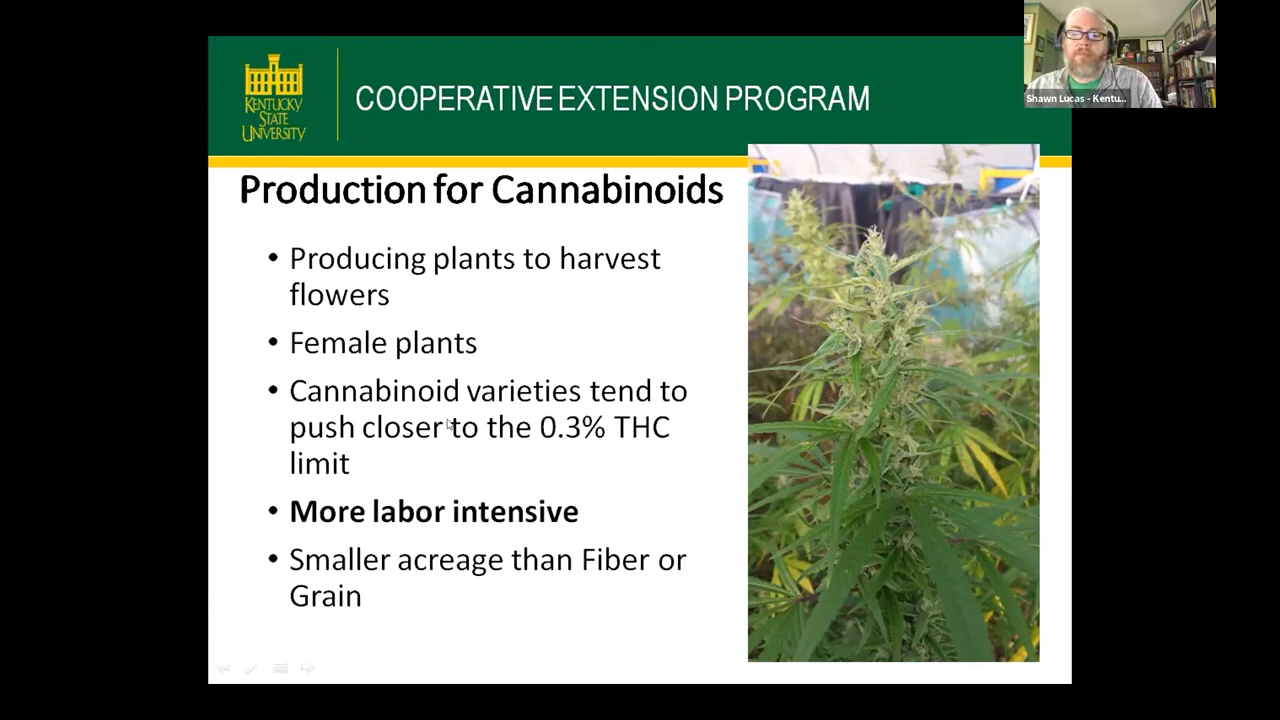 KENTUCKY
STATE
UNIVERSITY
COOPERATIVE EXTENSION PROGRAM
Shawn Lucas - Kentu...
Production for Cannabinoids
• Producing plants to harvest
flowers
• Female plants
• Cannabinoid varieties tend to
push closer to the 0.3% THC
limit
• More labor intensive
• Smaller acreage than Fiber or
Grain